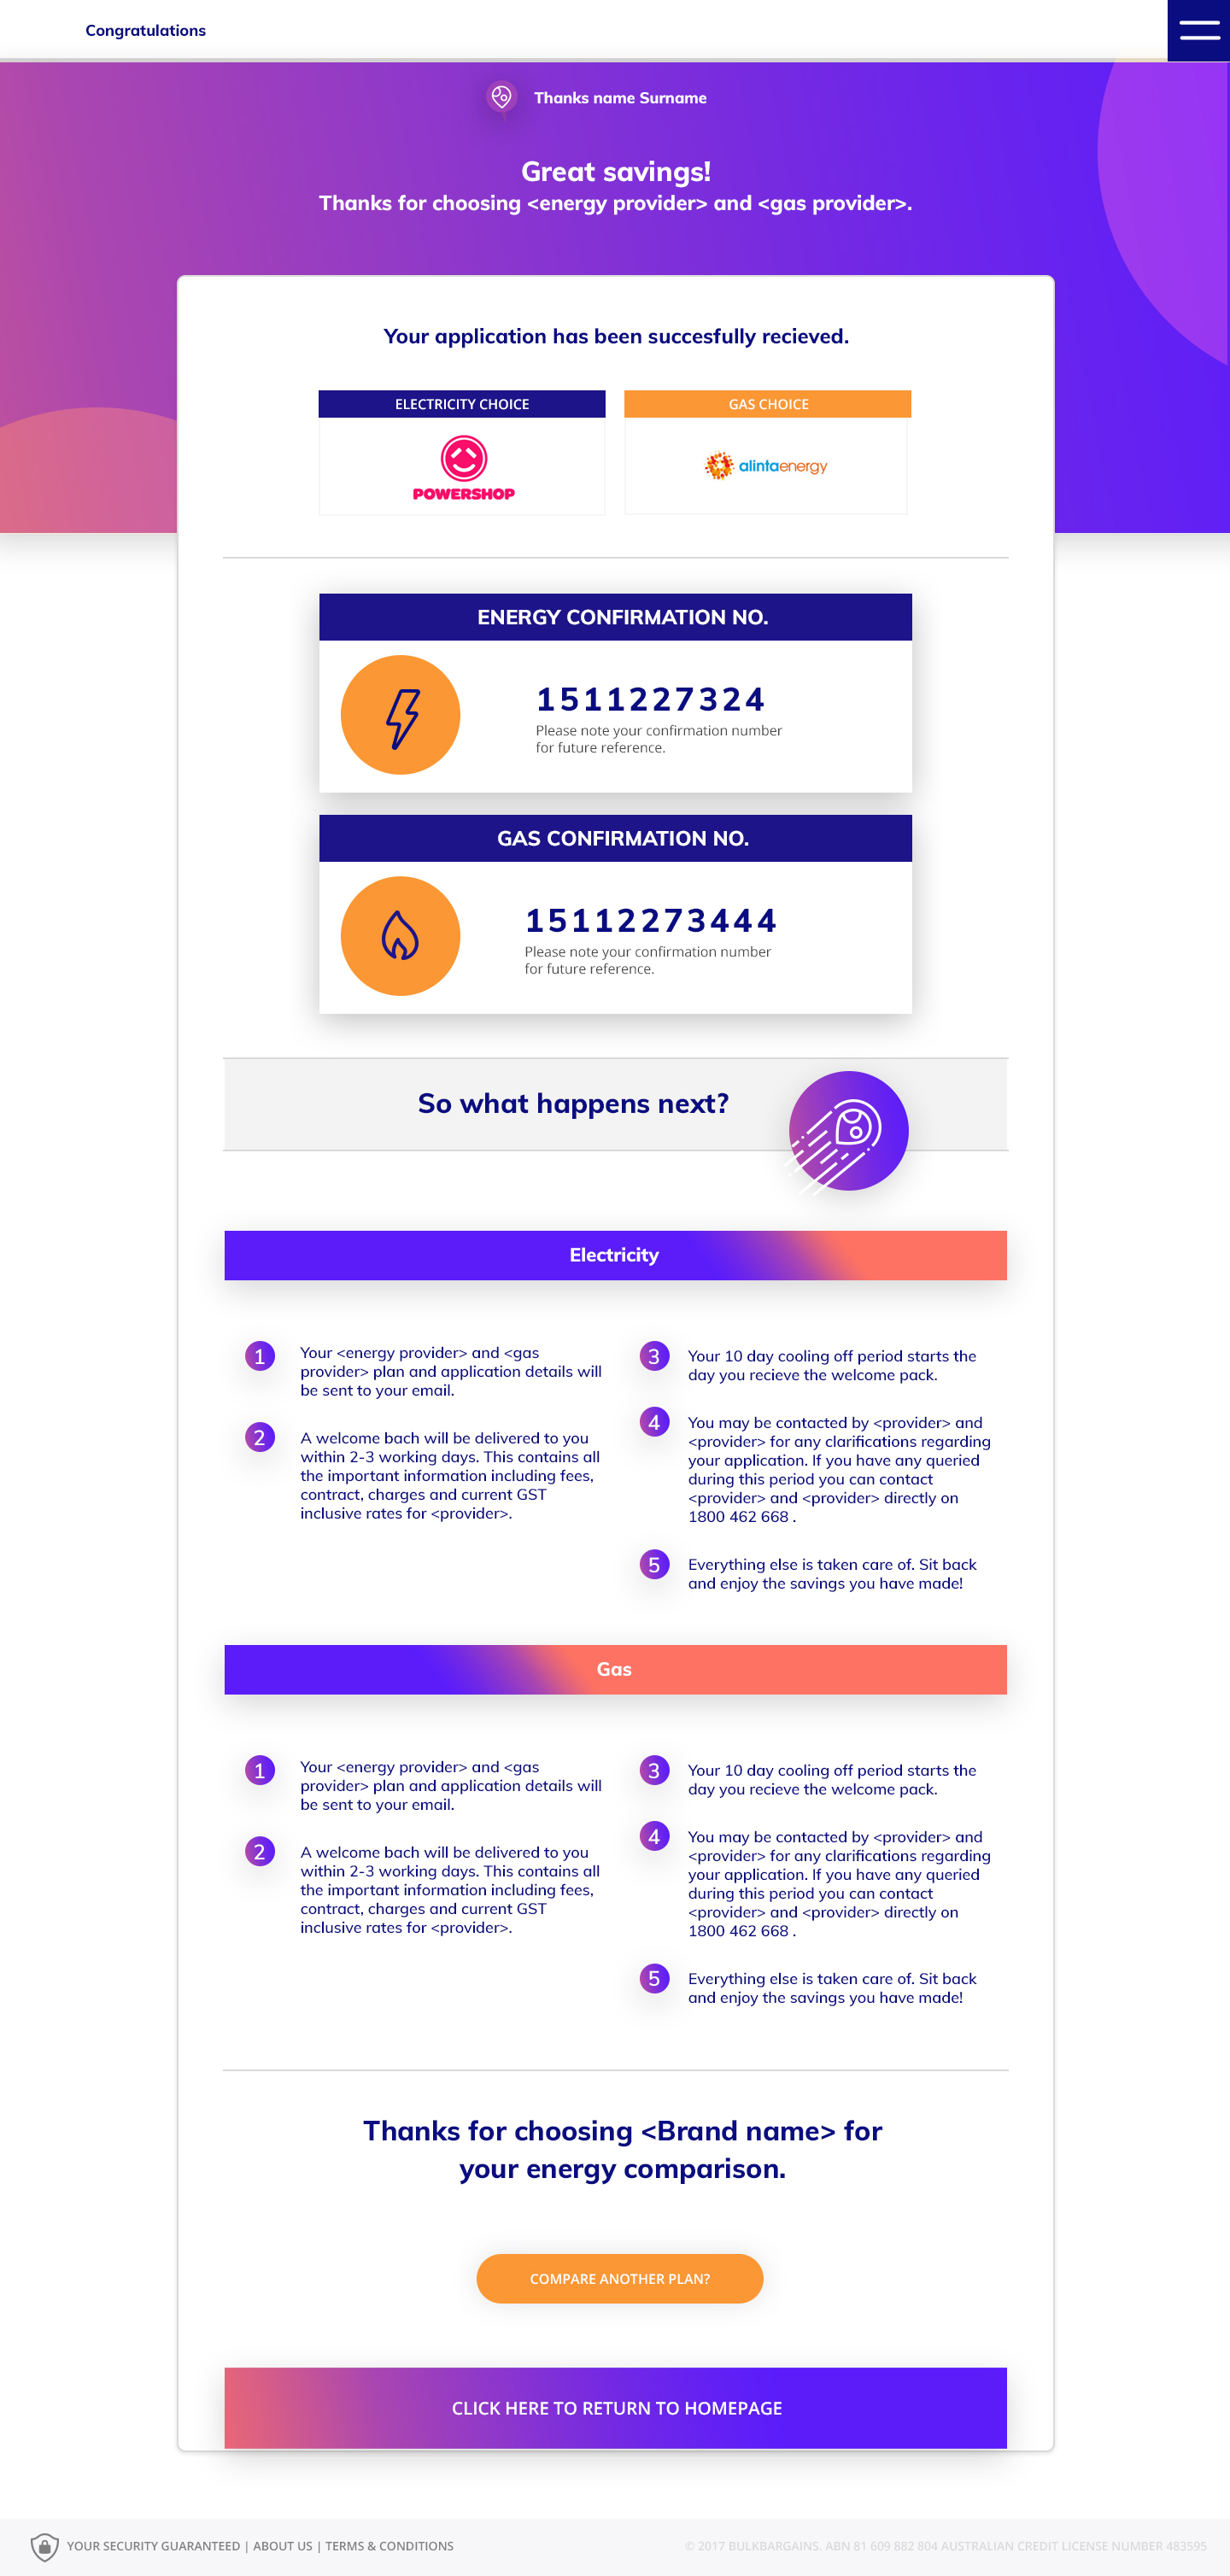 Congratulations
Thanks name Surname
Great savings!
Thanks for choosing <energy provider> and <gas provider>.
Your application has been succesfully recieved.
ELECTRICITY CHOICE
GAS CHOICE
POWERSHOP
alintaenergy
ENERGY CONFIRMATION NO.
1511227324
Please note your confirmation number
for future reference.
GAS CONFIRMATION NO.
15112273444
Please note your confirmation number
for future reference.
So what happens next?
Electricity
1
Your <energy provider> and <gas
provider> plan and application details will
be sent to your email.
2
A welcome bach will be delivered to you
within 2-3 working days. This contains all
the important information including fees,
contract, charges and current GST
inclusive rates for <provider>.
3
Your 10 day cooling off period starts the
day you recieve the welcome pack.
4
You may be contacted by <provider> and
<provider> for any clarifications regarding
your application. If you have any queried
during this period you can contact
<provider> and <provider> directly on
1800 462 668 .
5
Everything else is taken care of. Sit back
and enjoy the savings you have made!
Gas
1
Your <energy provider> and <gas
provider> plan and application details will
be sent to your email.
2
A welcome bach will be delivered to you
within 2-3 working days. This contains all
the important information including fees,
contract, charges and current GST
inclusive rates for <provider>.
3
Your 10 day cooling off period starts the
day you recieve the welcome pack.
4
You may be contacted by <provider> and
<provider> for any clarifications regarding
your application. If you have any queried
during this period you can contact
<provider> and <provider> directly on
1800 462 668 .
5
Everything else is taken care of. Sit back
and enjoy the savings you have made!
Thanks for choosing <Brand name> for
your energy comparison.
COMPARE ANOTHER PLAN?
CLICK HERE TO RETURN TO HOMEPAGE
YOUR SECURITY GUARANTEED | ABOUT US | TERMS & CONDITIONS
© 2017 BULKBARGAINS. ABN 81 609 882 804 AUSTRALIAN CREDIT LICENSE NUMBER 483595